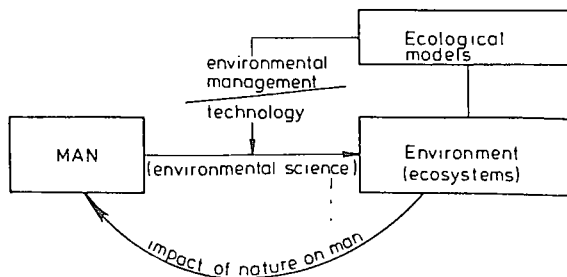 Ecological
models
environmental
management
technology
MAN
(environmental science)
Environment
(ecosystems)
impact of nature on man